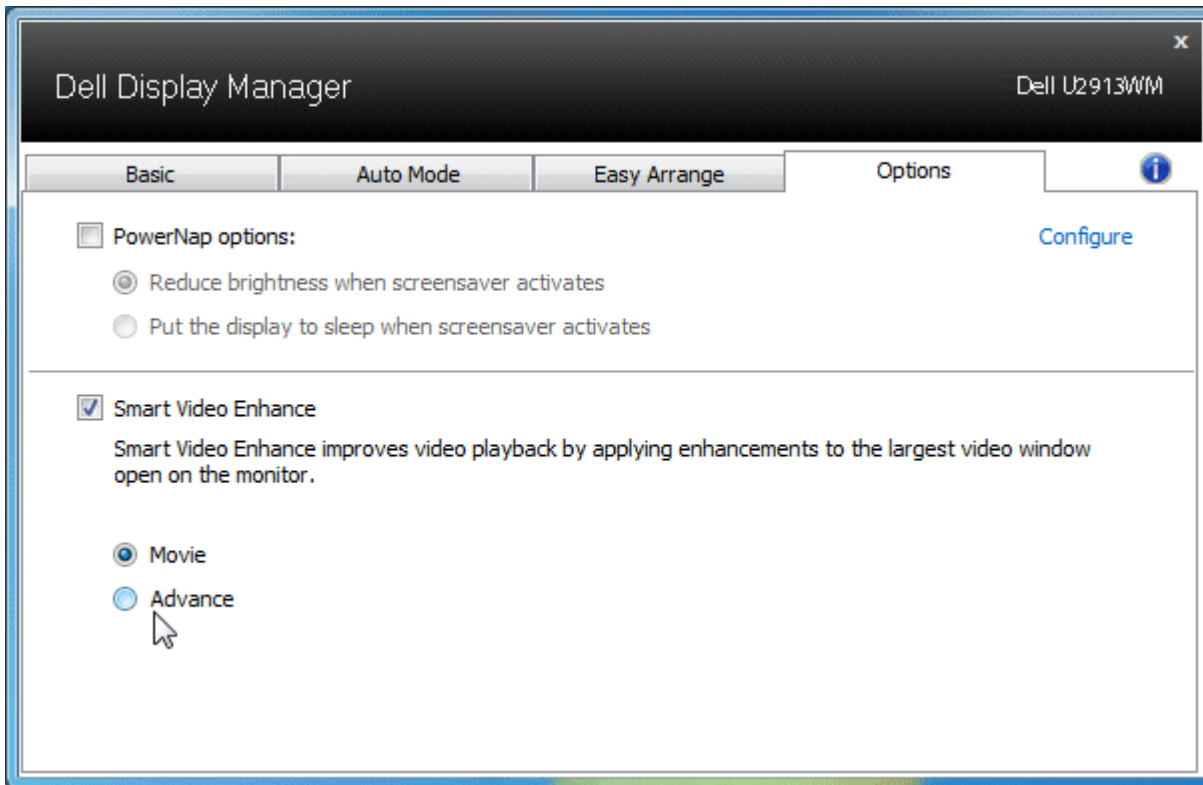 x
Dell Display Manager
Dell U2913WM
Basic
Auto Mode
Easy Arrange
Options
i
PowerNap options:
Configure
Reduce brightness when screensaver activates
Put the display to sleep when screensaver activates
Smart Video Enhance
Smart Video Enhance improves video playback by applying enhancements to the largest video window
open on the monitor.
Movie
Advance